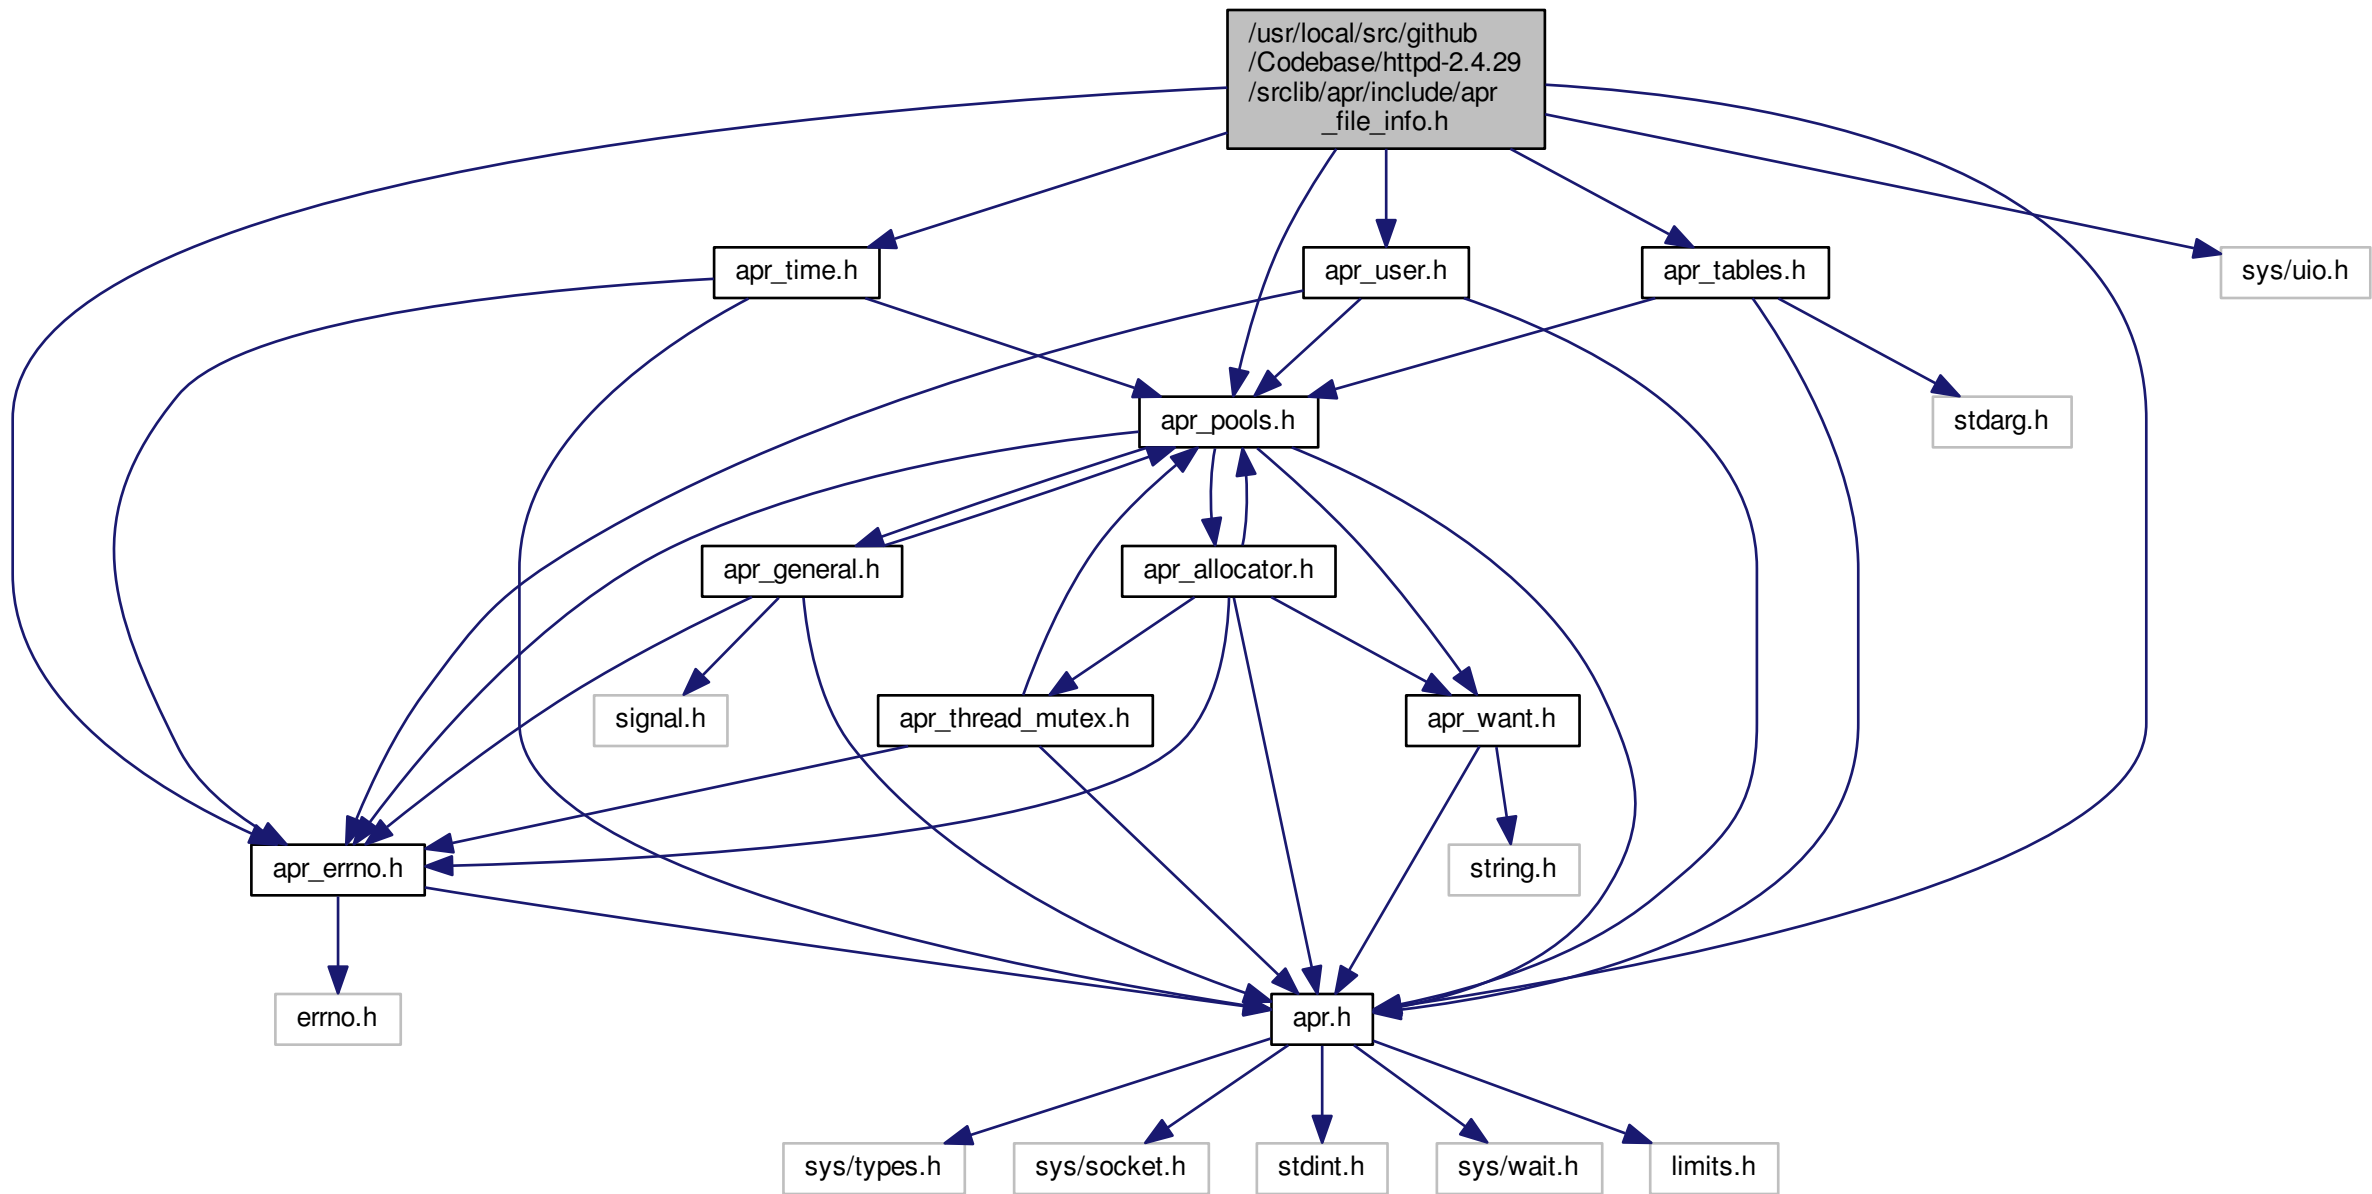 /usr/local/src/github
/Codebase/httpd-2.4.29
/srclib/apr/include/apr
_file_info.h
apr_time.h
apr_user.h
apr_tables.h
sys/uio.h
apr_pools.h
stdarg.h
apr_general.h
apr_allocator.h
signal.h
apr_thread_mutex.h
apr_want.h
apr_errno.h
string.h
errno.h
apr.h
sys/types.h
sys/socket.h
stdint.h
sys/wait.h
limits.h